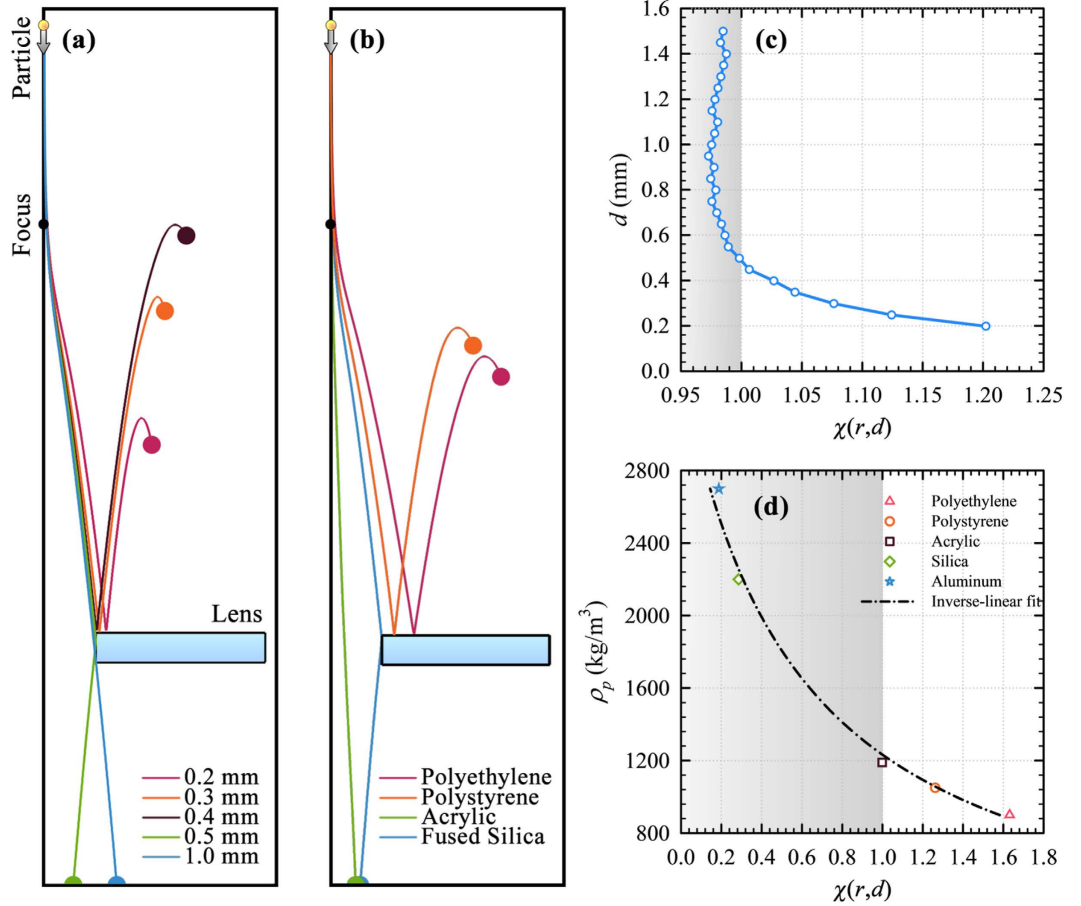 (a)
Particle
Focus
Lens
0.2 mm
0.3 mm
0.4 mm
0.5 mm
1.0 mm
(b)
Polyethylene
Polystyrene
Acrylic
Fused Silica
(c)
d (mm)
1.6
1.4
1.2
1.0
0.8
0.6
0.4
0.2
0.0
0.95 1.00 1.05 1.10 1.15 1.20 1.25
χ(r,d)
(d)
ρp (kg/m³)
2800
2400
2000
1600
1200
800
Polyethylene
Polystyrene
Acrylic
Silica
Aluminum
Inverse-linear fit
0.0 0.2 0.4 0.6 0.8 1.0 1.2 1.4 1.6 1.8
χ(r,d)